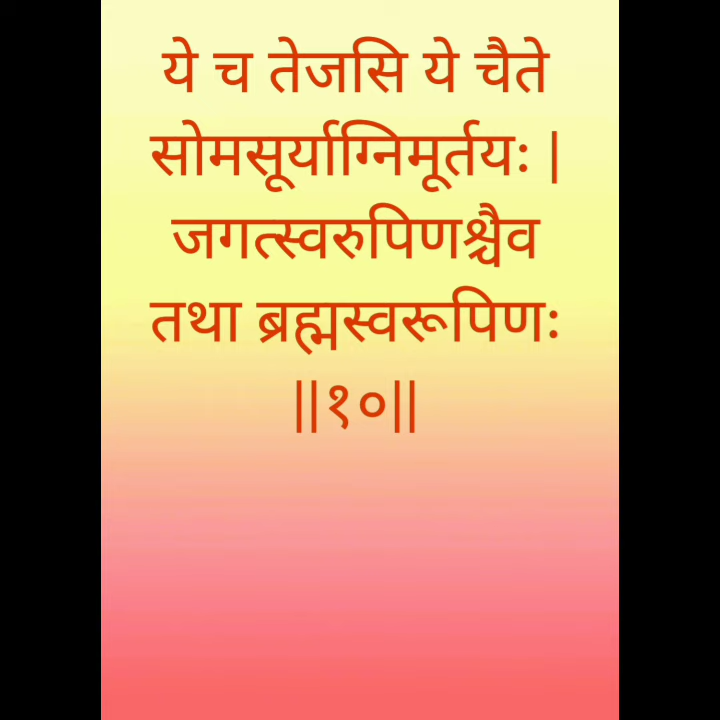 ये च तेजसि ये चैते
सोमसूर्याग्निमूर्तयः |
जगत्स्वरुपिणश्चैव
तथा ब्रह्मस्वरूपिणः
||१०||